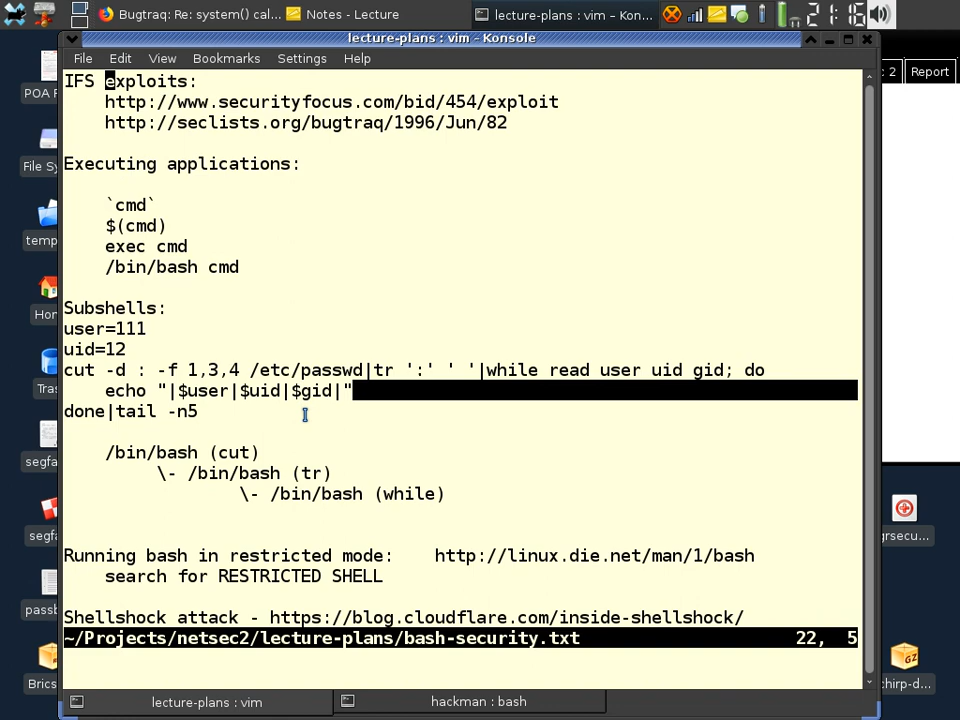 Bugtraq: Re: system() cal...
Notes - Lecture
lecture-plans : vim – Kon...
21:16
lecture-plans : vim – Konsole
File Edit View Bookmarks Settings Help
: 2 Report
IFS exploits:
http://www.securityfocus.com/bid/454/exploit
http://seclists.org/bugtraq/1996/Jun/82
Executing applications:
`cmd`
$(cmd)
exec cmd
/bin/bash cmd
Subshells:
user=111
uid=12
cut -d : -f 1,3,4 /etc/passwd|tr ':' ' '|while read user uid gid; do
echo "|$user|$uid|$gid|"
done|tail -n5
/bin/bash (cut)
\- /bin/bash (tr)
\- /bin/bash (while)
Running bash in restricted mode: http://linux.die.net/man/1/bash
search for RESTRICTED SHELL
Shellshock attack - https://blog.cloudflare.com/inside-shellshock/
~/Projects/netsec2/lecture-plans/bash-security.txt 22, 5
lecture-plans : vim
hackman : bash
POA F
File Sy
temp
Hor
Tras
segfa
segfa
passb
Brics
grsecu...
chirp-d...